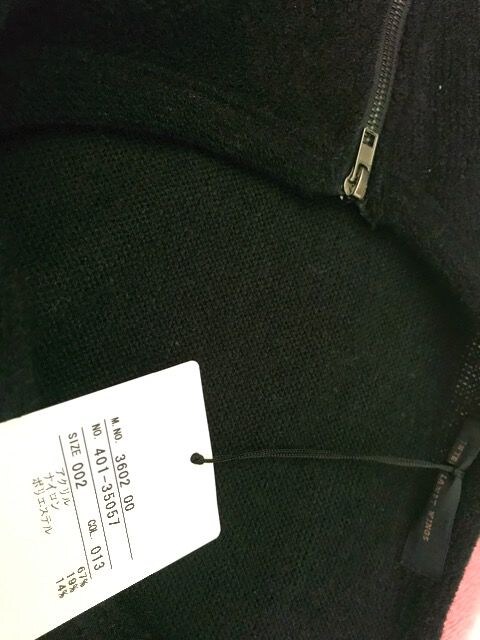 M.NO. 3602 00
NO. 401-35057 COL. 013
SIZE 002
アクリル 67%
ナイロン 19%
ポリエステル 14%